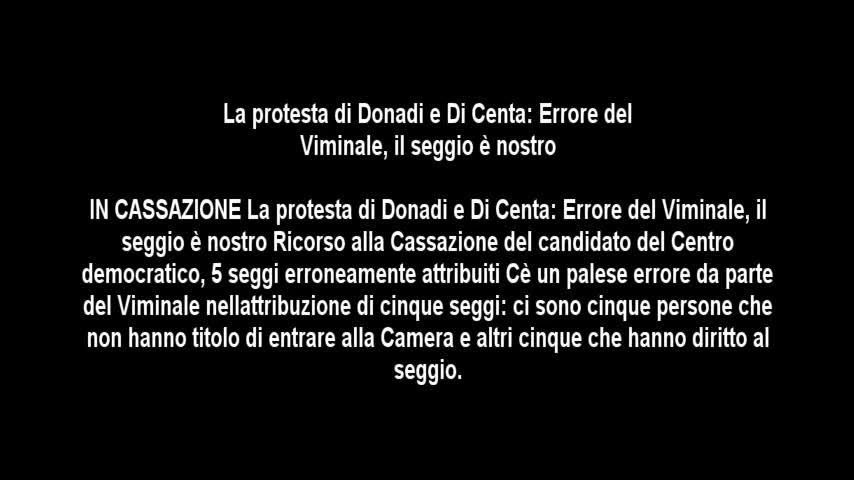 La protesta di Donadi e Di Centa: Errore del
Viminale, il seggio è nostro
IN CASSAZIONE La protesta di Donadi e Di Centa: Errore del Viminale, il
seggio è nostro Ricorso alla Cassazione del candidato del Centro
democratico, 5 seggi erroneamente attribuiti Cè un palese errore da parte
del Viminale nellattribuzione di cinque seggi: ci sono cinque persone che
non hanno titolo di entrare alla Camera e altri cinque che hanno diritto al
seggio.